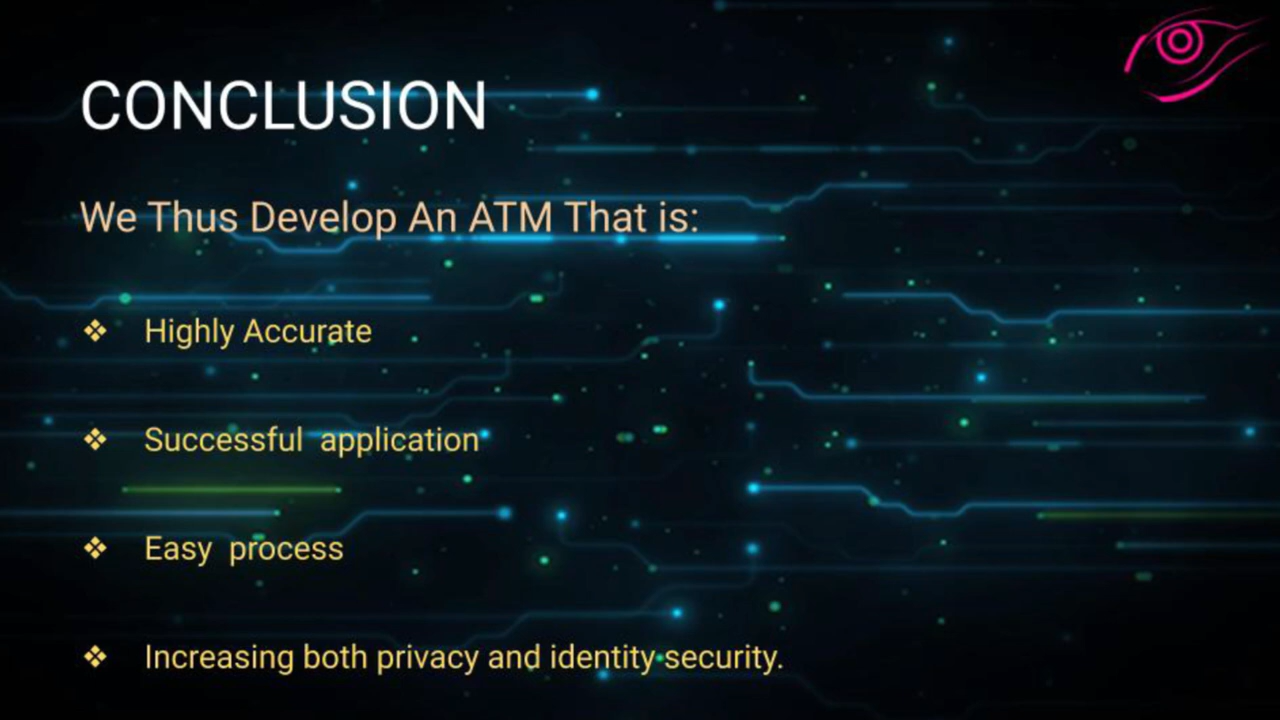 CONCLUSION
We Thus Develop An ATM That is:
❖ Highly Accurate
❖ Successful application
❖ Easy process
❖ Increasing both privacy and identity security.